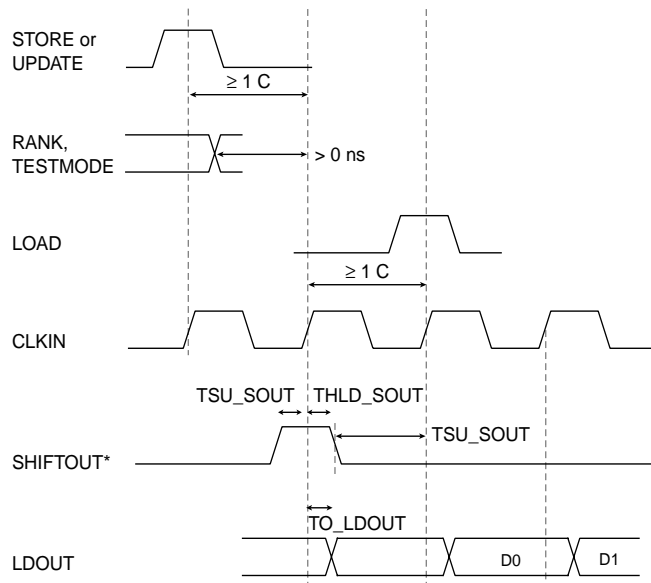 STORE or
UPDATE
≥ 1 C
RANK,
TESTMODE
> 0 ns
LOAD
≥ 1 C
CLKIN
TSU_SOUT THLD_SOUT
TSU_SOUT
SHIFTOUT*
TO_LDOUT
LDOUT D0 D1